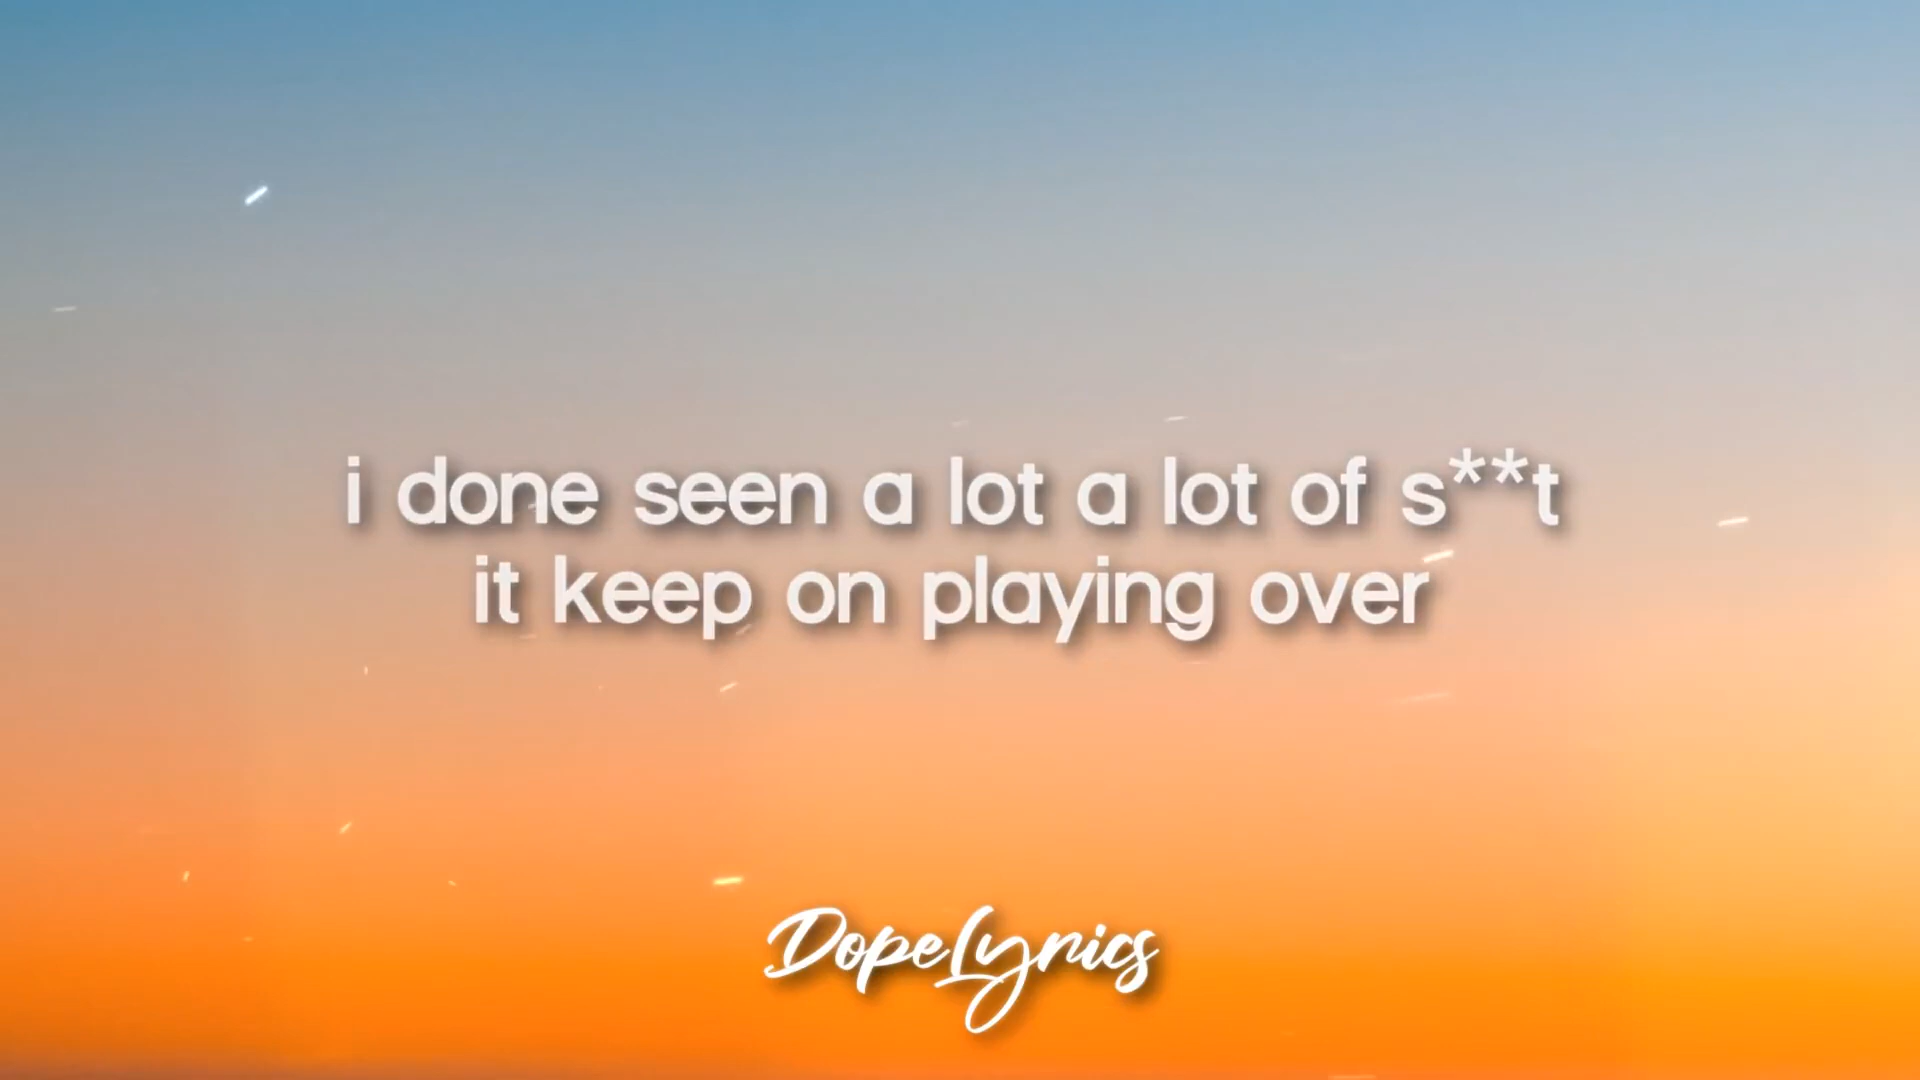 i done seen a lot a lot of s**t
it keep on playing over
DopeLyrics